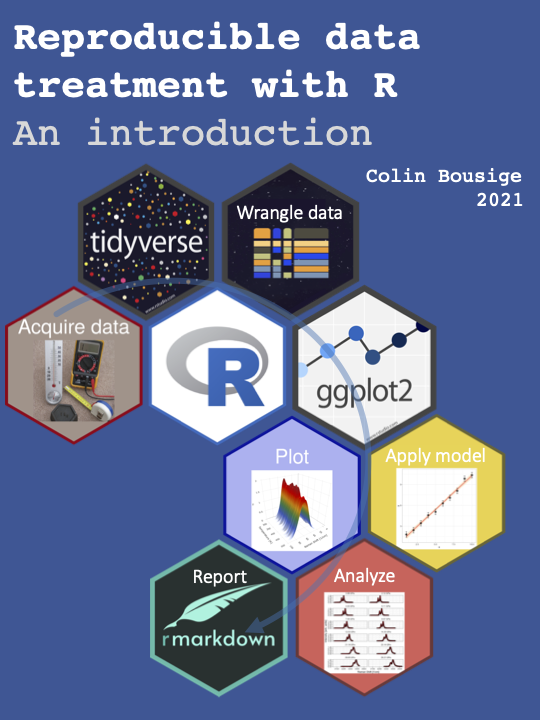 Reproducible data
treatment with R
An introduction
Colin Bousige
2021
tidyverse
Wrangle data
Acquire data
R
ggplot2
Plot
Apply model
Report
rmarkdown
Analyze